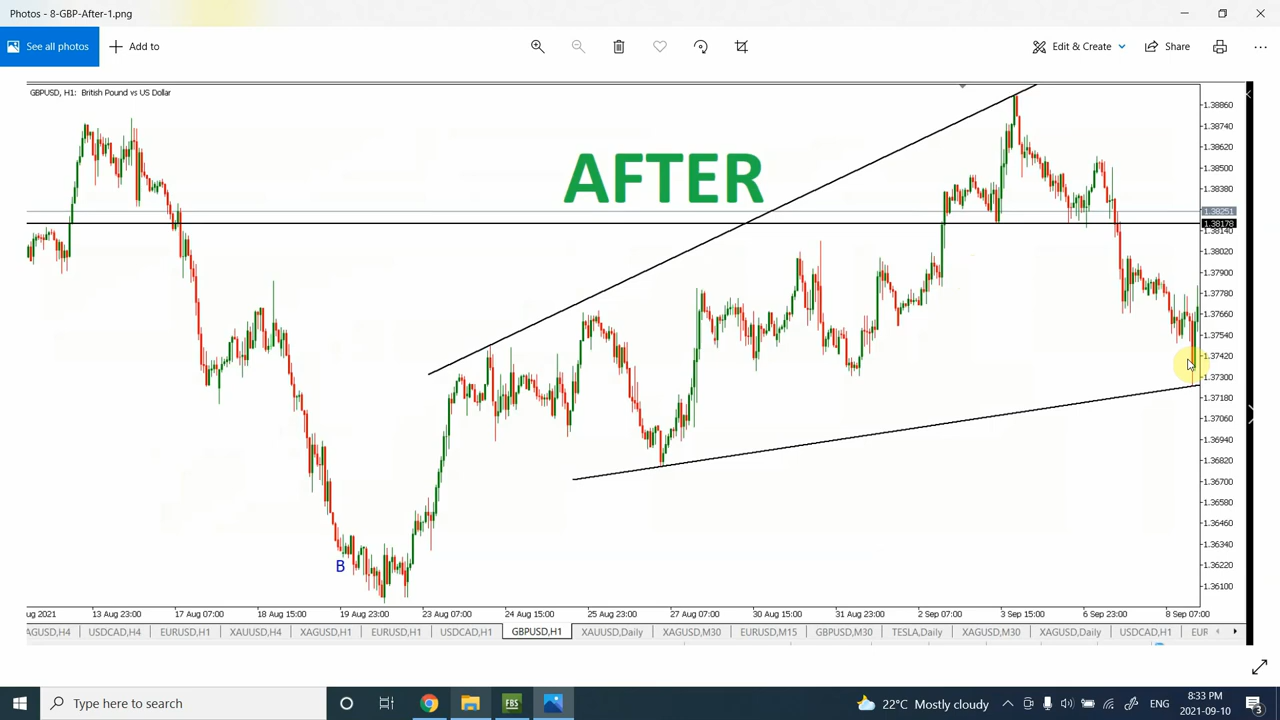 Photos - 8-GBP-After-1.png
See all photos
Add to
Edit & Create
Share
GBPUSD, H1: British Pound vs US Dollar
AFTER
B
1.38860
1.38740
1.38620
1.38500
1.38380
1.38251
1.38178
1.38140
1.38020
1.37900
1.37780
1.37660
1.37540
1.37420
1.37300
1.37180
1.37060
1.36940
1.36820
1.36700
1.36580
1.36460
1.36340
1.36220
1.36100
ug 2021 13 Aug 23:00 17 Aug 07:00 18 Aug 15:00 19 Aug 23:00 23 Aug 07:00 24 Aug 15:00 25 Aug 23:00 27 Aug 07:00 30 Aug 15:00 31 Aug 23:00 2 Sep 07:00 3 Sep 15:00 6 Sep 23:00 8 Sep 07:00
AGUSD,H4 USDCAD,H1 EURUSD,H1 XAUUSD,H4 XAGUSD,H1 EURUSD,H1 USDCAD,H1 GBPUSD,H1 XAUUSD,Daily XAGUSD,M30 EURUSD,M15 GBPUSD,M30 TESLA,Daily XAGUSD,M30 XAGUSD,Daily USDCAD,H1 EUR
Type here to search
FBS
22°C Mostly cloudy
ENG
8:33 PM
2021-09-10
3